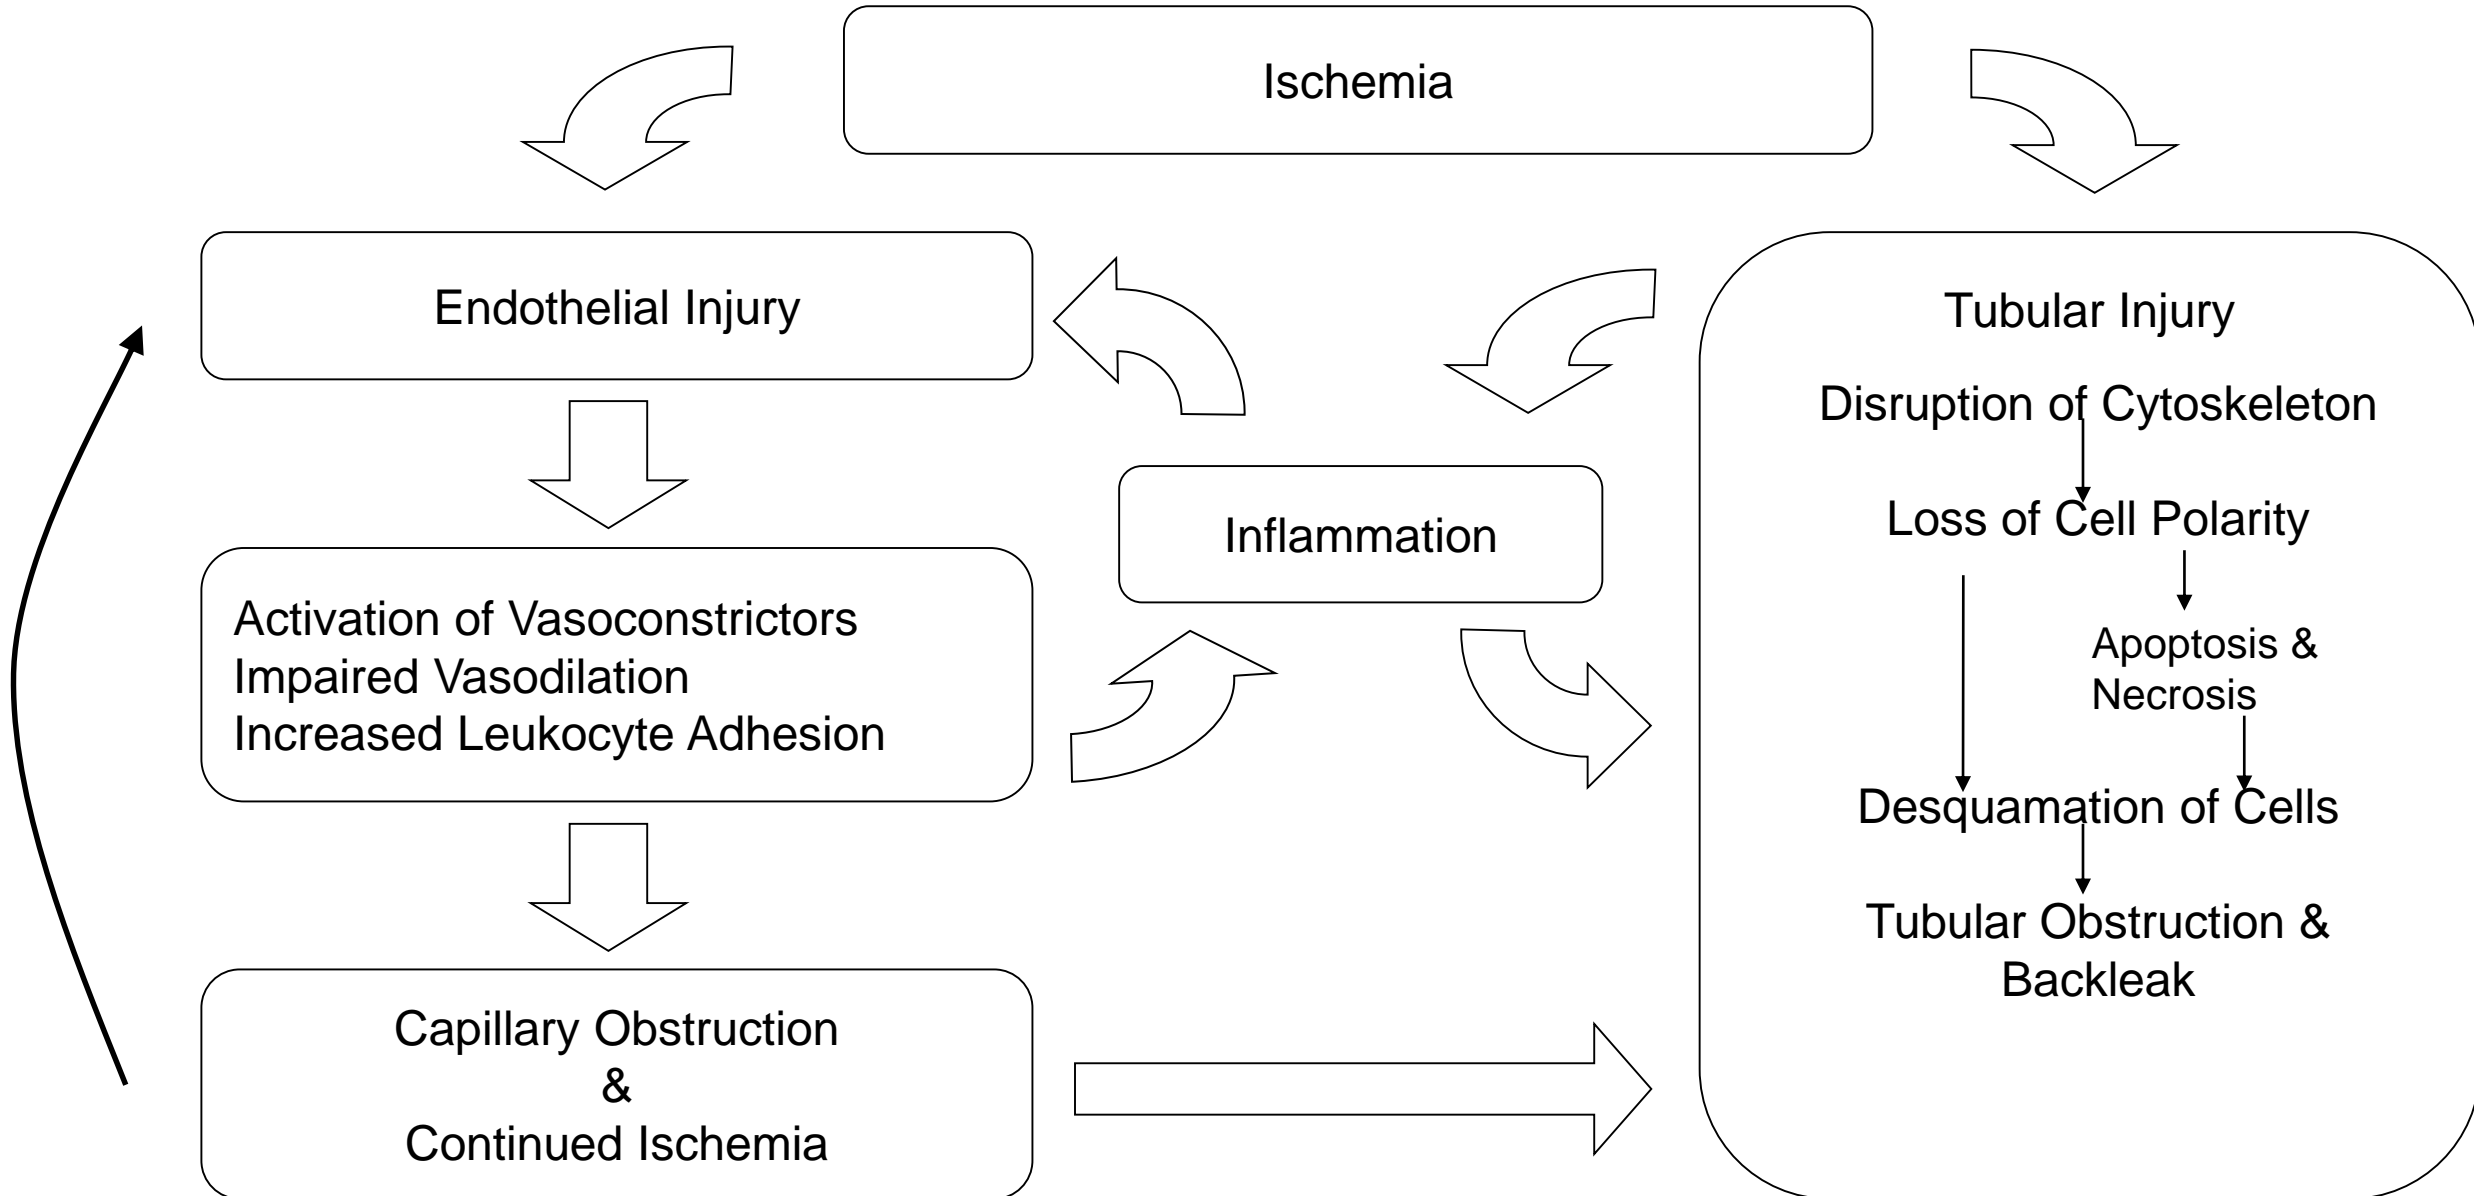 Ischemia
Endothelial Injury
Activation of Vasoconstrictors
Impaired Vasodilation
Increased Leukocyte Adhesion
Capillary Obstruction
&
Continued Ischemia
Inflammation
Tubular Injury
Disruption of Cytoskeleton
Loss of Cell Polarity
Apoptosis &
Necrosis
Desquamation of Cells
Tubular Obstruction &
Backleak